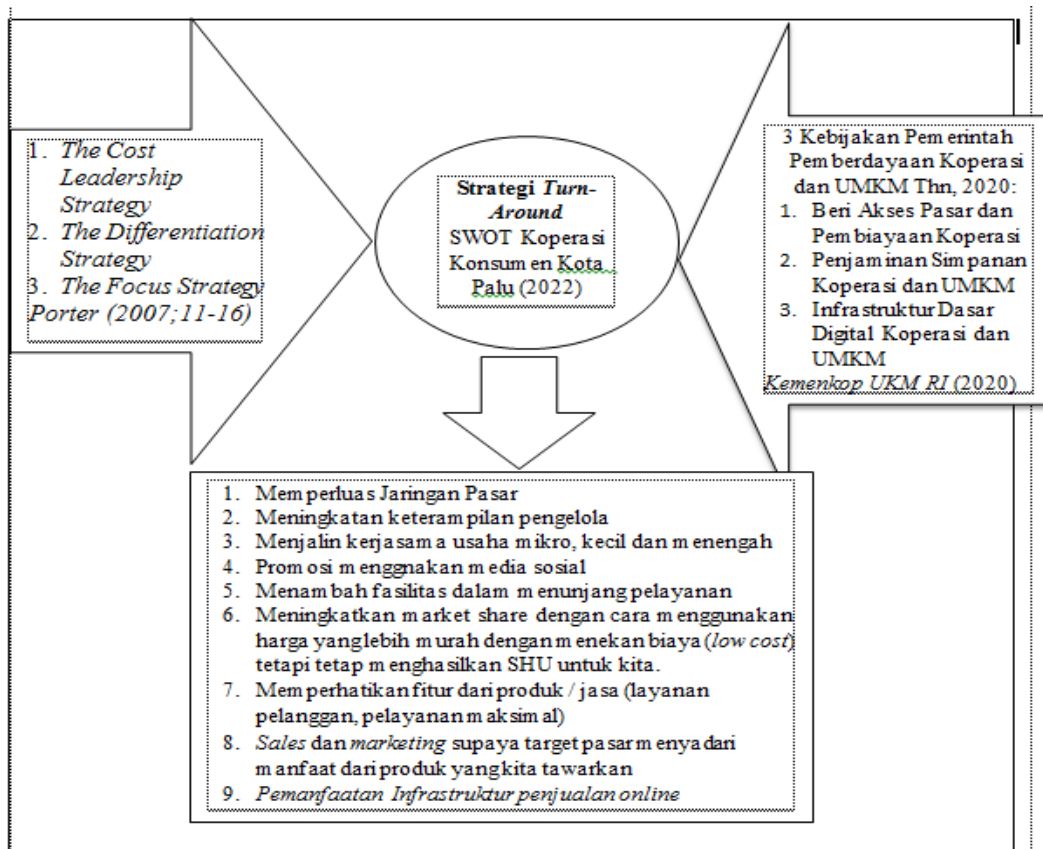 1. The Cost
Leadership
Strategy
2. The Differentiation
Strategy
3. The Focus Strategy
Porter (2007;11-16)
Strategi Turn-
Around
SWOT Koperasi
Konsumen Kota
Palu (2022)
3 Kebijakan Pemerintah
Pemberdayaan Koperasi
dan UMKM Thn, 2020:
1. Beri Akses Pasar dan
Pembiayaan Koperasi
2. Penjaminan Simpanan
Koperasi dan UMKM
3. Infrastruktur Dasar
Digital Koperasi dan
UMKM
Kemenkop UKM RI (2020)
1. Memperluas Jaringan Pasar
2. Meningkatan keterampilan pengelola
3. Menjalin kerjasama usaha mikro, kecil dan menengah
4. Promosi menggnakan media sosial
5. Menambah fasilitas dalam menunjang pelayanan
6. Meningkatkan market share dengan cara menggunakan
harga yang lebih murah dengan menekan biaya (low cost)
tetapi tetap menghasilkan SHU untuk kita.
7. Memperhatikan fitur dari produk / jasa (layanan
pelanggan, pelayanan maksimal)
8. Sales dan marketing supaya target pasar menyadari
manfaat dari produk yang kita tawarkan
9. Pemanfaatan Infrastruktur penjualan online